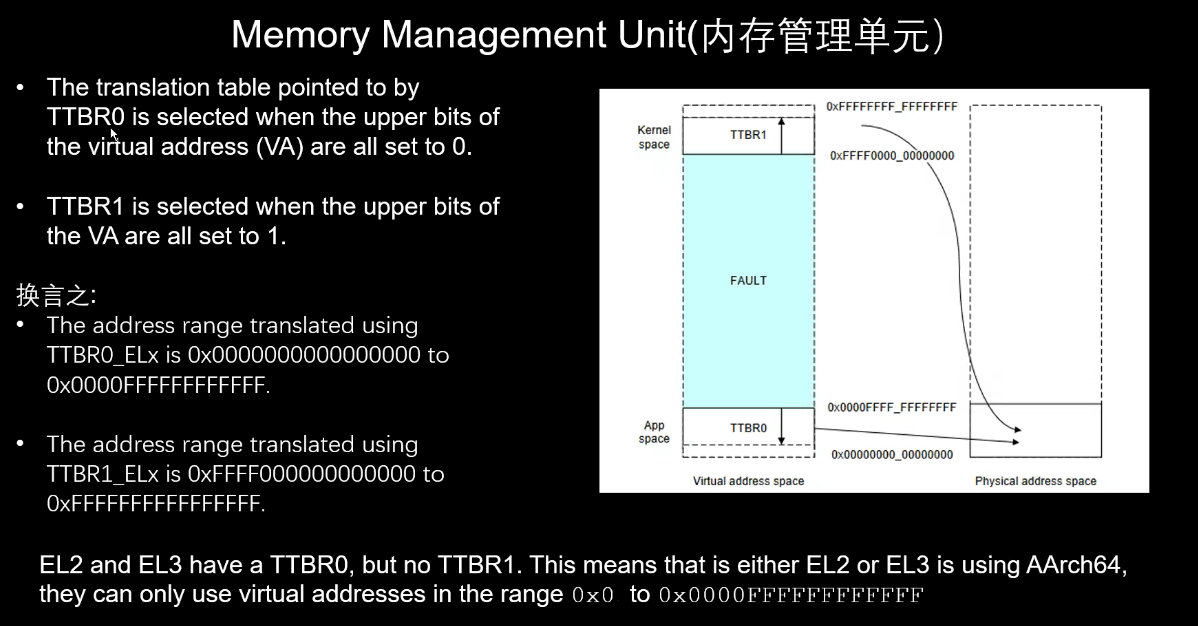 Memory Management Unit(内存管理单元）
• The translation table pointed to by
TTBR0 is selected when the upper bits of
the virtual address (VA) are all set to 0.
• TTBR1 is selected when the upper bits of
the VA are all set to 1.
换言之:
• The address range translated using
TTBR0_ELx is 0x0000000000000000 to
0x0000FFFFFFFFFFFF.
• The address range translated using
TTBR1_ELx is 0xFFFF000000000000 to
0xFFFFFFFFFFFFFFFF.
Kernel
space
TTBR1
0xFFFFFFFF_FFFFFFFF
0xFFFF0000_00000000
FAULT
App
space
TTBR0
0x0000FFFF_FFFFFFFF
0x00000000_00000000
Virtual address space
Physical address space
EL2 and EL3 have a TTBR0, but no TTBR1. This means that is either EL2 or EL3 is using AArch64,
they can only use virtual addresses in the range 0x0 to 0x0000FFFFFFFFFFFF